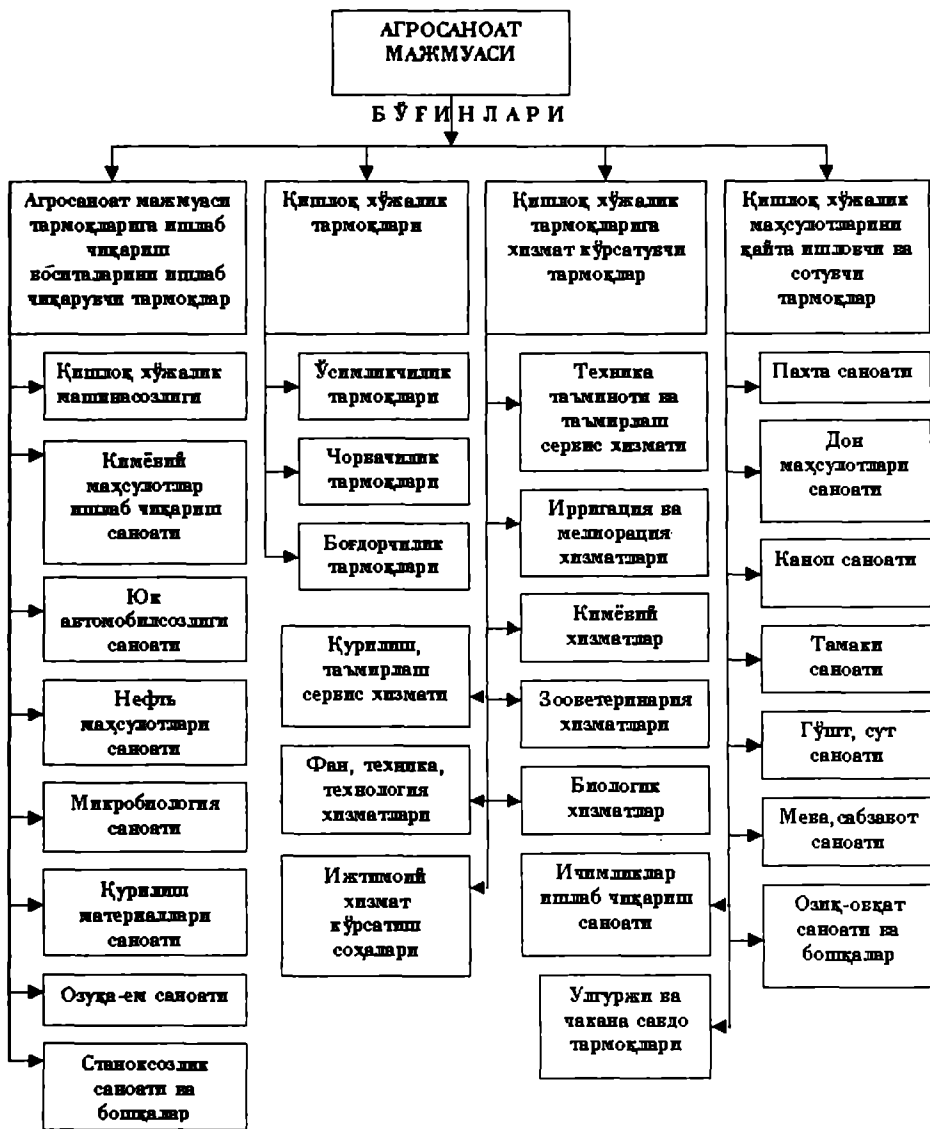 АГРОСАНОАТ
МАЖМУАСИ
БЎҒИНЛАРИ
Агросаноат мажмуаси
тармоқларига ишлаб
чиқариш
воситаларини ишлаб
чиқарувчи тармоқлар
Қишлоқ хўжалик
машинасозлиги
Кимёвий
маҳсулотлар
ишлаб чиқариш
саноати
Юк
автомобилсозлиги
саноати
Нефть
маҳсулотлари
саноати
Микробиология
саноати
Қурилиш
материаллари
саноати
Озуқа-ем саноати
Станоксозлик
саноати ва
бошқалар
Қишлоқ хўжалик
тармоқлари
Ўсимликчилик
тармоқлари
Чорвачилик
тармоқлари
Боғдорчилик
тармоқлари
Қишлоқ хўжалик
тармоқларига
хизмат кўрсатувчи
тармоқлар
Техника
таъминоти ва
таъмирлаш
сервис хизмати
Ирригация ва
мелиорация
хизматлари
Кимёвий
хизматлар
Зооветеринария
хизматлари
Биологик
хизматлар
Қурилиш,
таъмирлаш
сервис хизмати
Фан, техника,
технология
хизматлари
Ижтимоий
хизмат
кўрсатиш
соҳалари
Қишлоқ хўжалик
маҳсулотларини
қайта ишловчи ва
сотувчи
тармоқлар
Пахта саноати
Дон
маҳсулотлари
саноати
Каноп саноати
Тамаки
саноати
Гўшт, сут
саноати
Мева, сабзавот
саноати
Ичимликлар
ишлаб чиқариш
саноати
Озиқ-овқат
саноати ва
бошқалар
Улгуржи ва
чакана савдо
тармоқлари